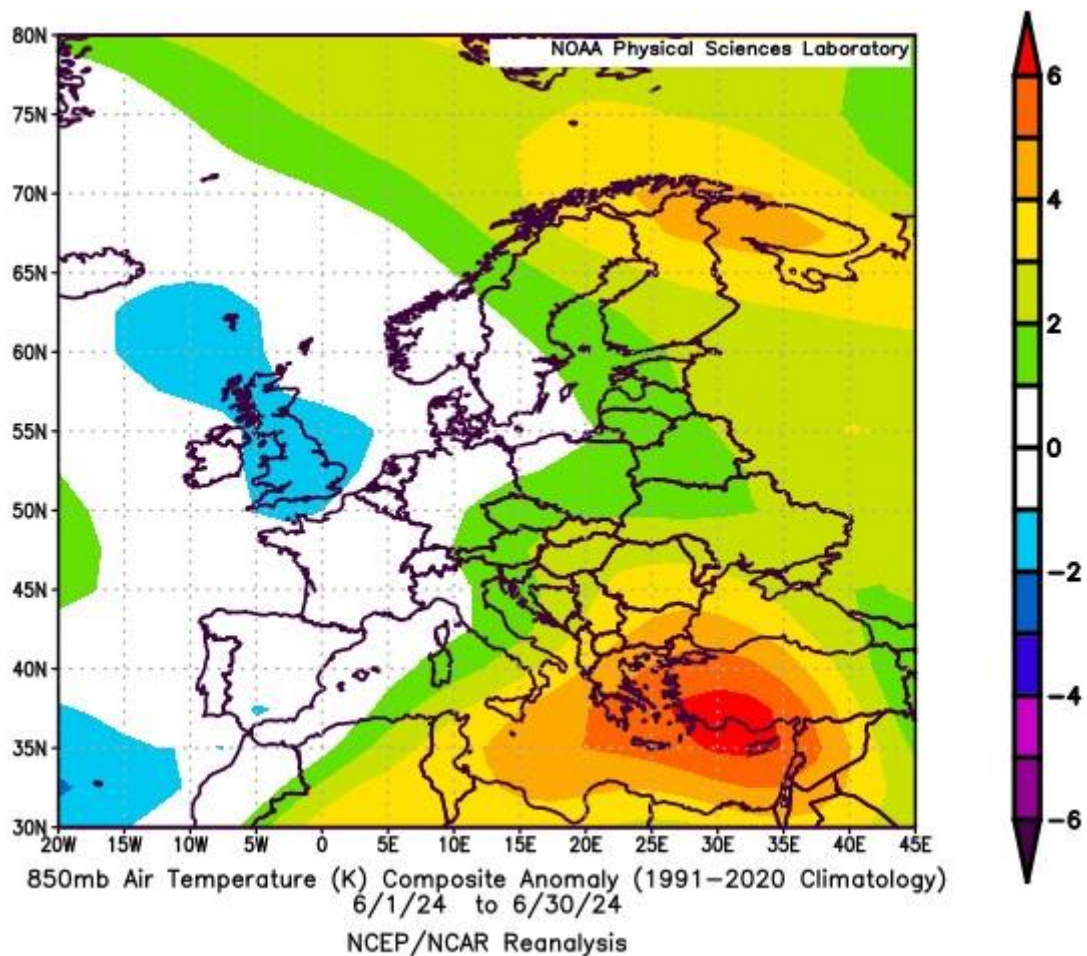 NOAA Physical Sciences Laboratory
80N
75N
70N
65N
60N
55N
50N
45N
40N
35N
30N
20W 15W 10W 5W 0 5E 10E 15E 20E 25E 30E 35E 40E 45E
6
4
2
0
-2
-4
-6
850mb Air Temperature (K) Composite Anomaly (1991-2020 Climatology)
6/1/24 to 6/30/24
NCEP/NCAR Reanalysis